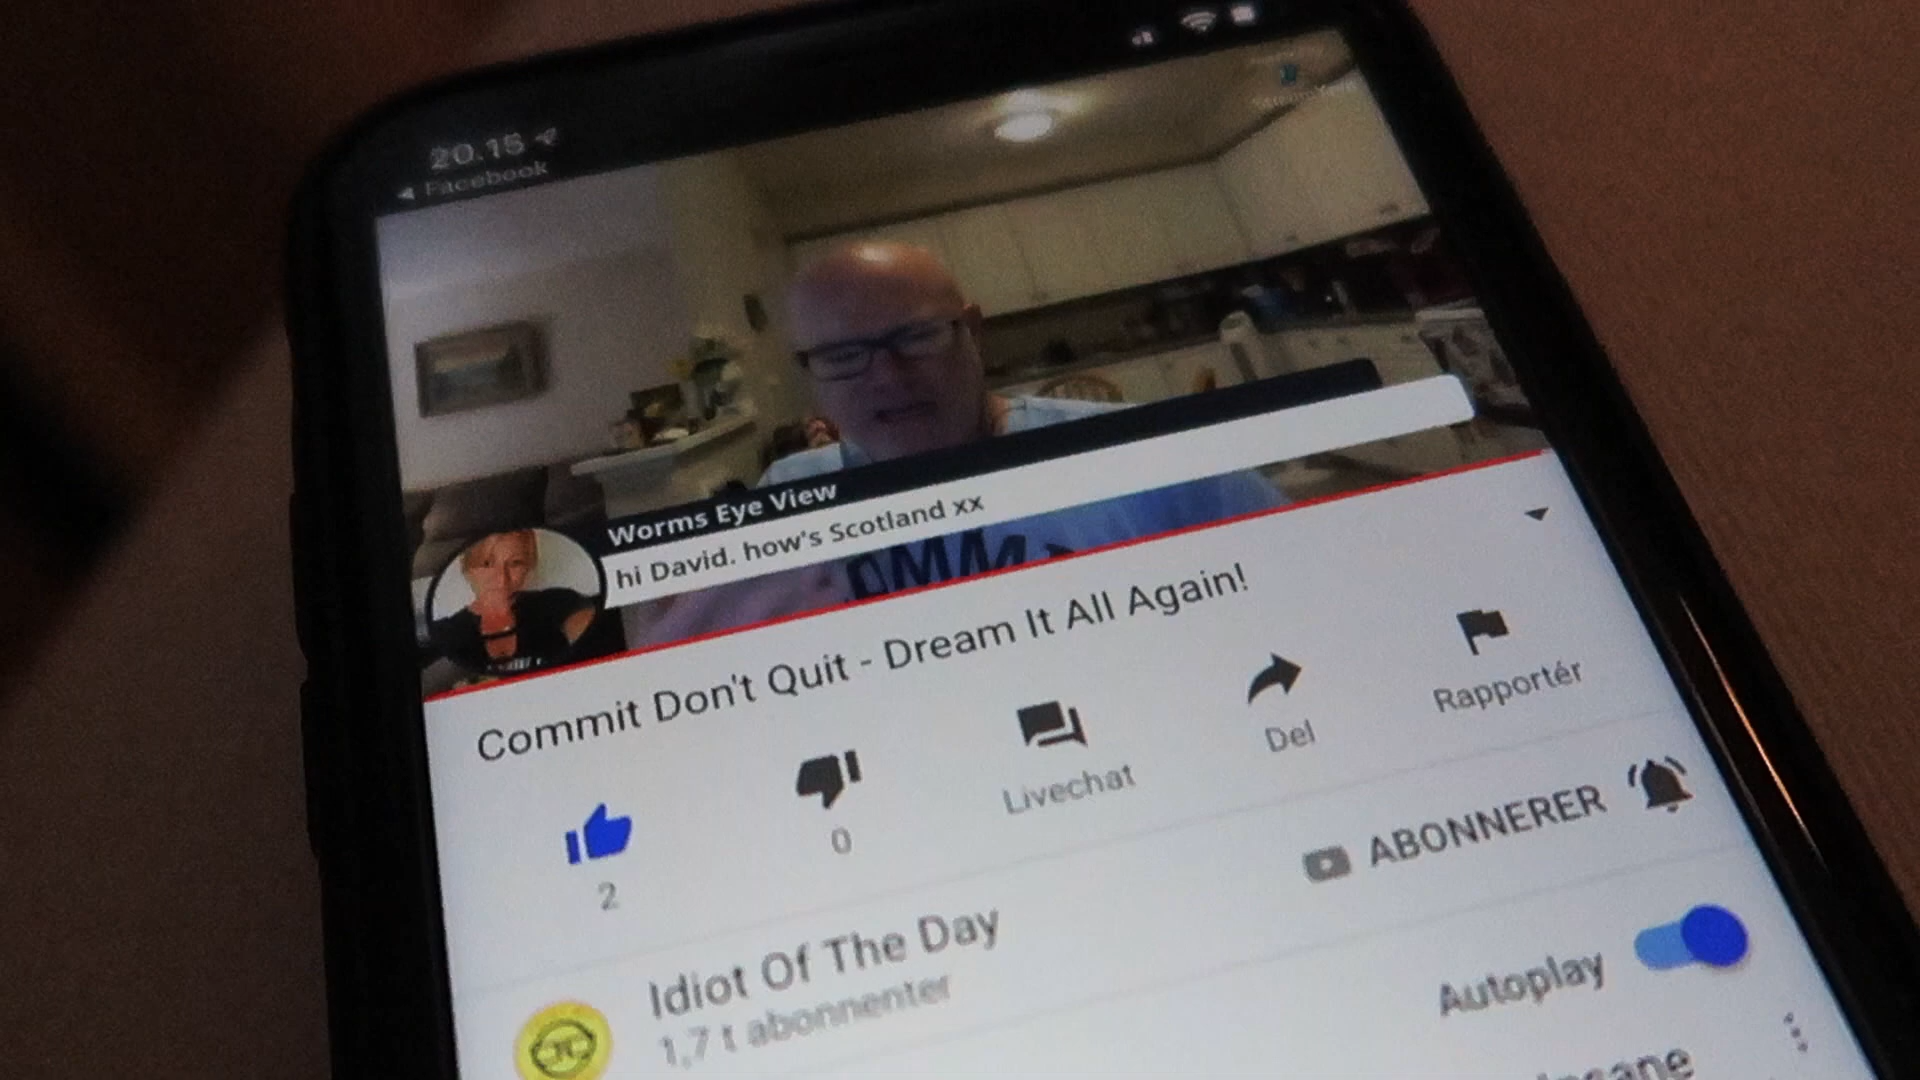 20.15
Facebook
Worms Eye View
hi David. how's Scotland xx
Commit Don't Quit - Dream It All Again!
2
0
Livechat
Del
Rapportér
ABONNERER
Idiot Of The Day
1,7 t abonnenter
Autoplay